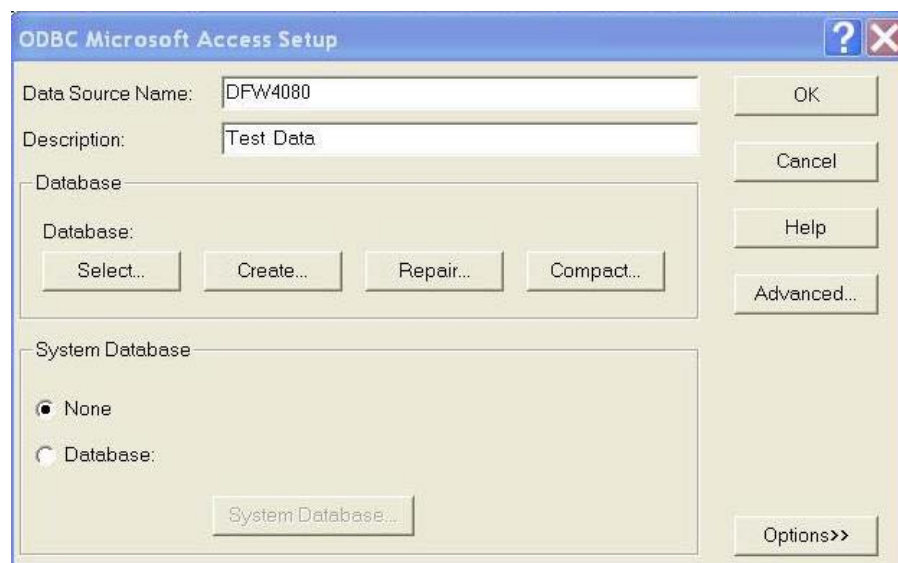 ODBC Microsoft Access Setup
Data Source Name: DFW4080
OK
Description: Test Data
Cancel
Database
Database:
Help
Select... Create... Repair... Compact...
Advanced...
System Database
None
Database:
System Database...
Options>>